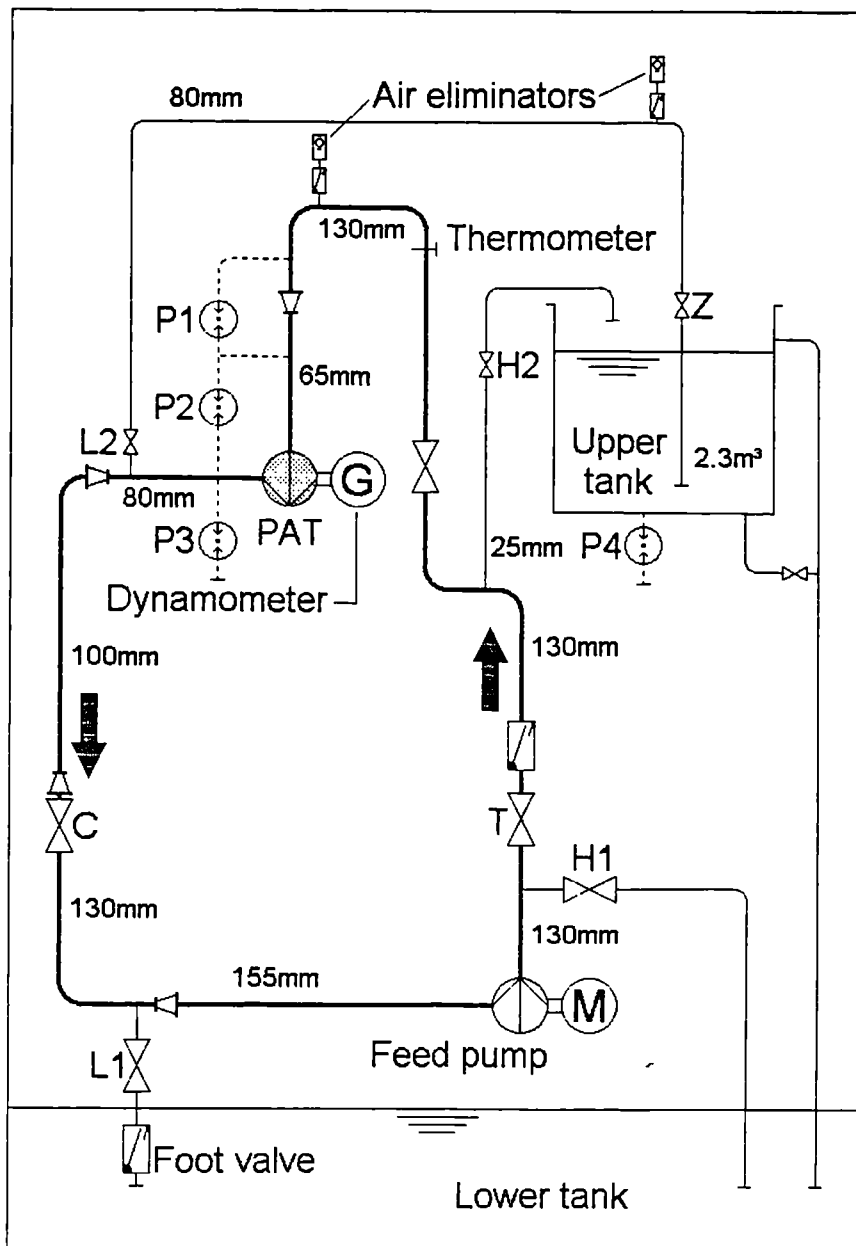 80mm
Air eliminators
130mm
Thermometer
P1
Z
H2
65mm
P2
L2
Upper
tank
2.3m³
G
80mm
PAT
P3
25mm
P4
Dynamometer
130mm
100mm
C
T
H1
130mm
130mm
155mm
M
Feed pump
L1
Foot valve
Lower tank